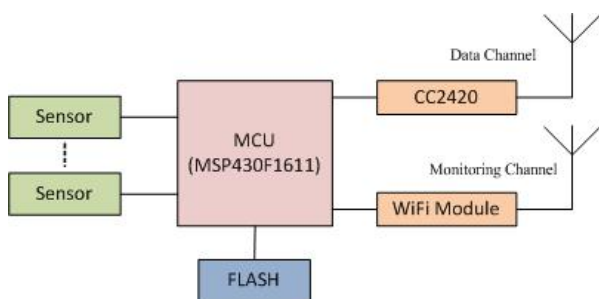 Data Channel
Sensor
MCU
(MSP430F1611)
CC2420
Sensor
Monitoring Channel
WiFi Module
FLASH